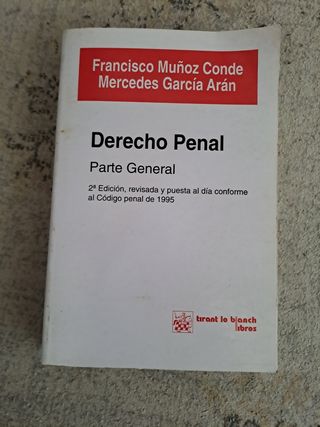 Francisco Muñoz Conde
Mercedes García Arán
Derecho Penal
Parte General
2ª Edición, revisada y puesta al día conforme
al Código penal de 1995
tirant lo blanch
libros